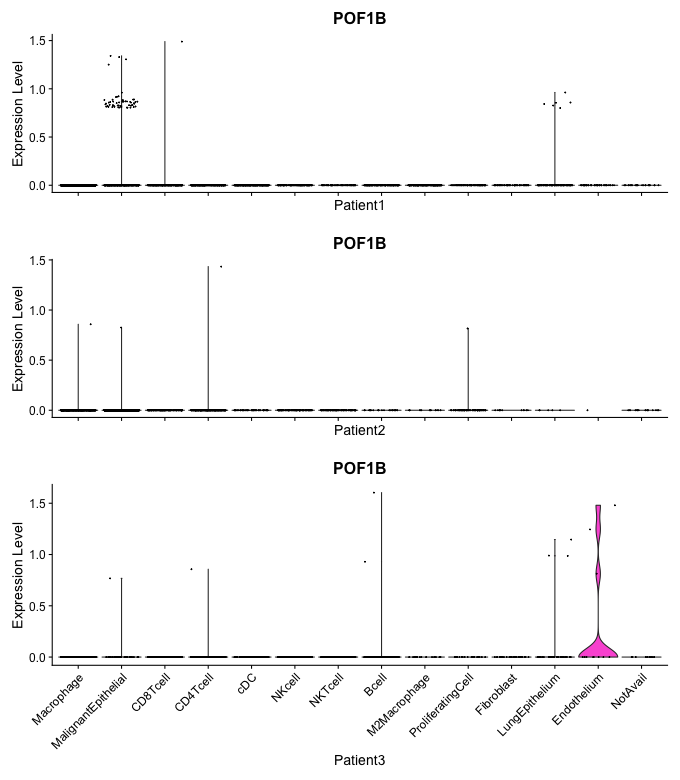 POF1B
Expression Level
1.5
1.0
0.5
0.0
Patient1
POF1B
Expression Level
1.5
1.0
0.5
0.0
Patient2
POF1B
Expression Level
1.5
1.0
0.5
0.0
Macrophage
MalignantEpithelial
CD8Tcell
CD4Tcell
cDC
NKcell
NKTcell
Bcell
M2Macrophage
ProliferatingCell
Fibroblast
LungEpithelium
Endothelium
NotAvail
Patient3